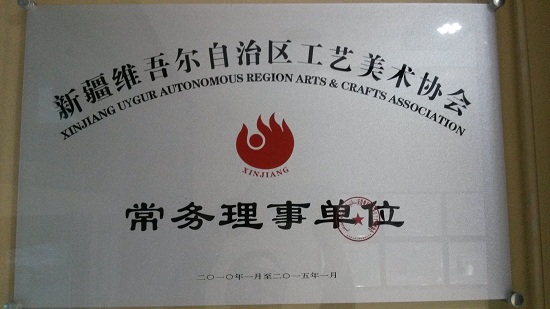 新疆维吾尔自治区工艺美术协会
XINJIANG UYGUR AUTONOMOUS REGION ARTS & CRAFTS ASSOCIATION
XINJIANG
常务理事单位
二〇一〇年一月至二〇一五年一月